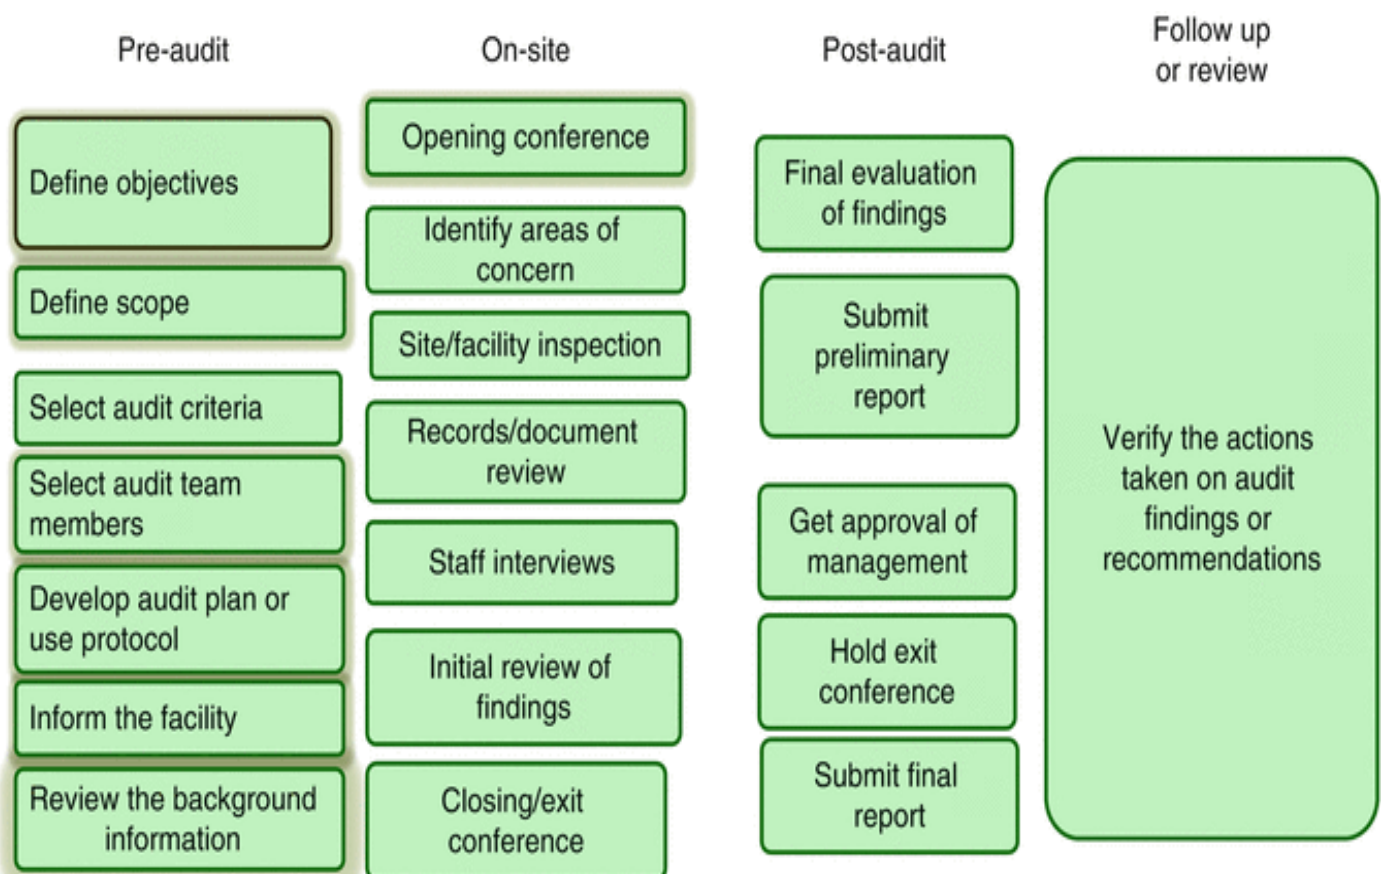 Pre-audit
Define objectives
Define scope
Select audit criteria
Select audit team
members
Develop audit plan or
use protocol
Inform the facility
Review the background
information
On-site
Opening conference
Identify areas of
concern
Site/facility inspection
Records/document
review
Staff interviews
Initial review of
findings
Closing/exit
conference
Post-audit
Final evaluation
of findings
Submit
preliminary
report
Get approval of
management
Hold exit
conference
Submit final
report
Follow up
or review
Verify the actions
taken on audit
findings or
recommendations